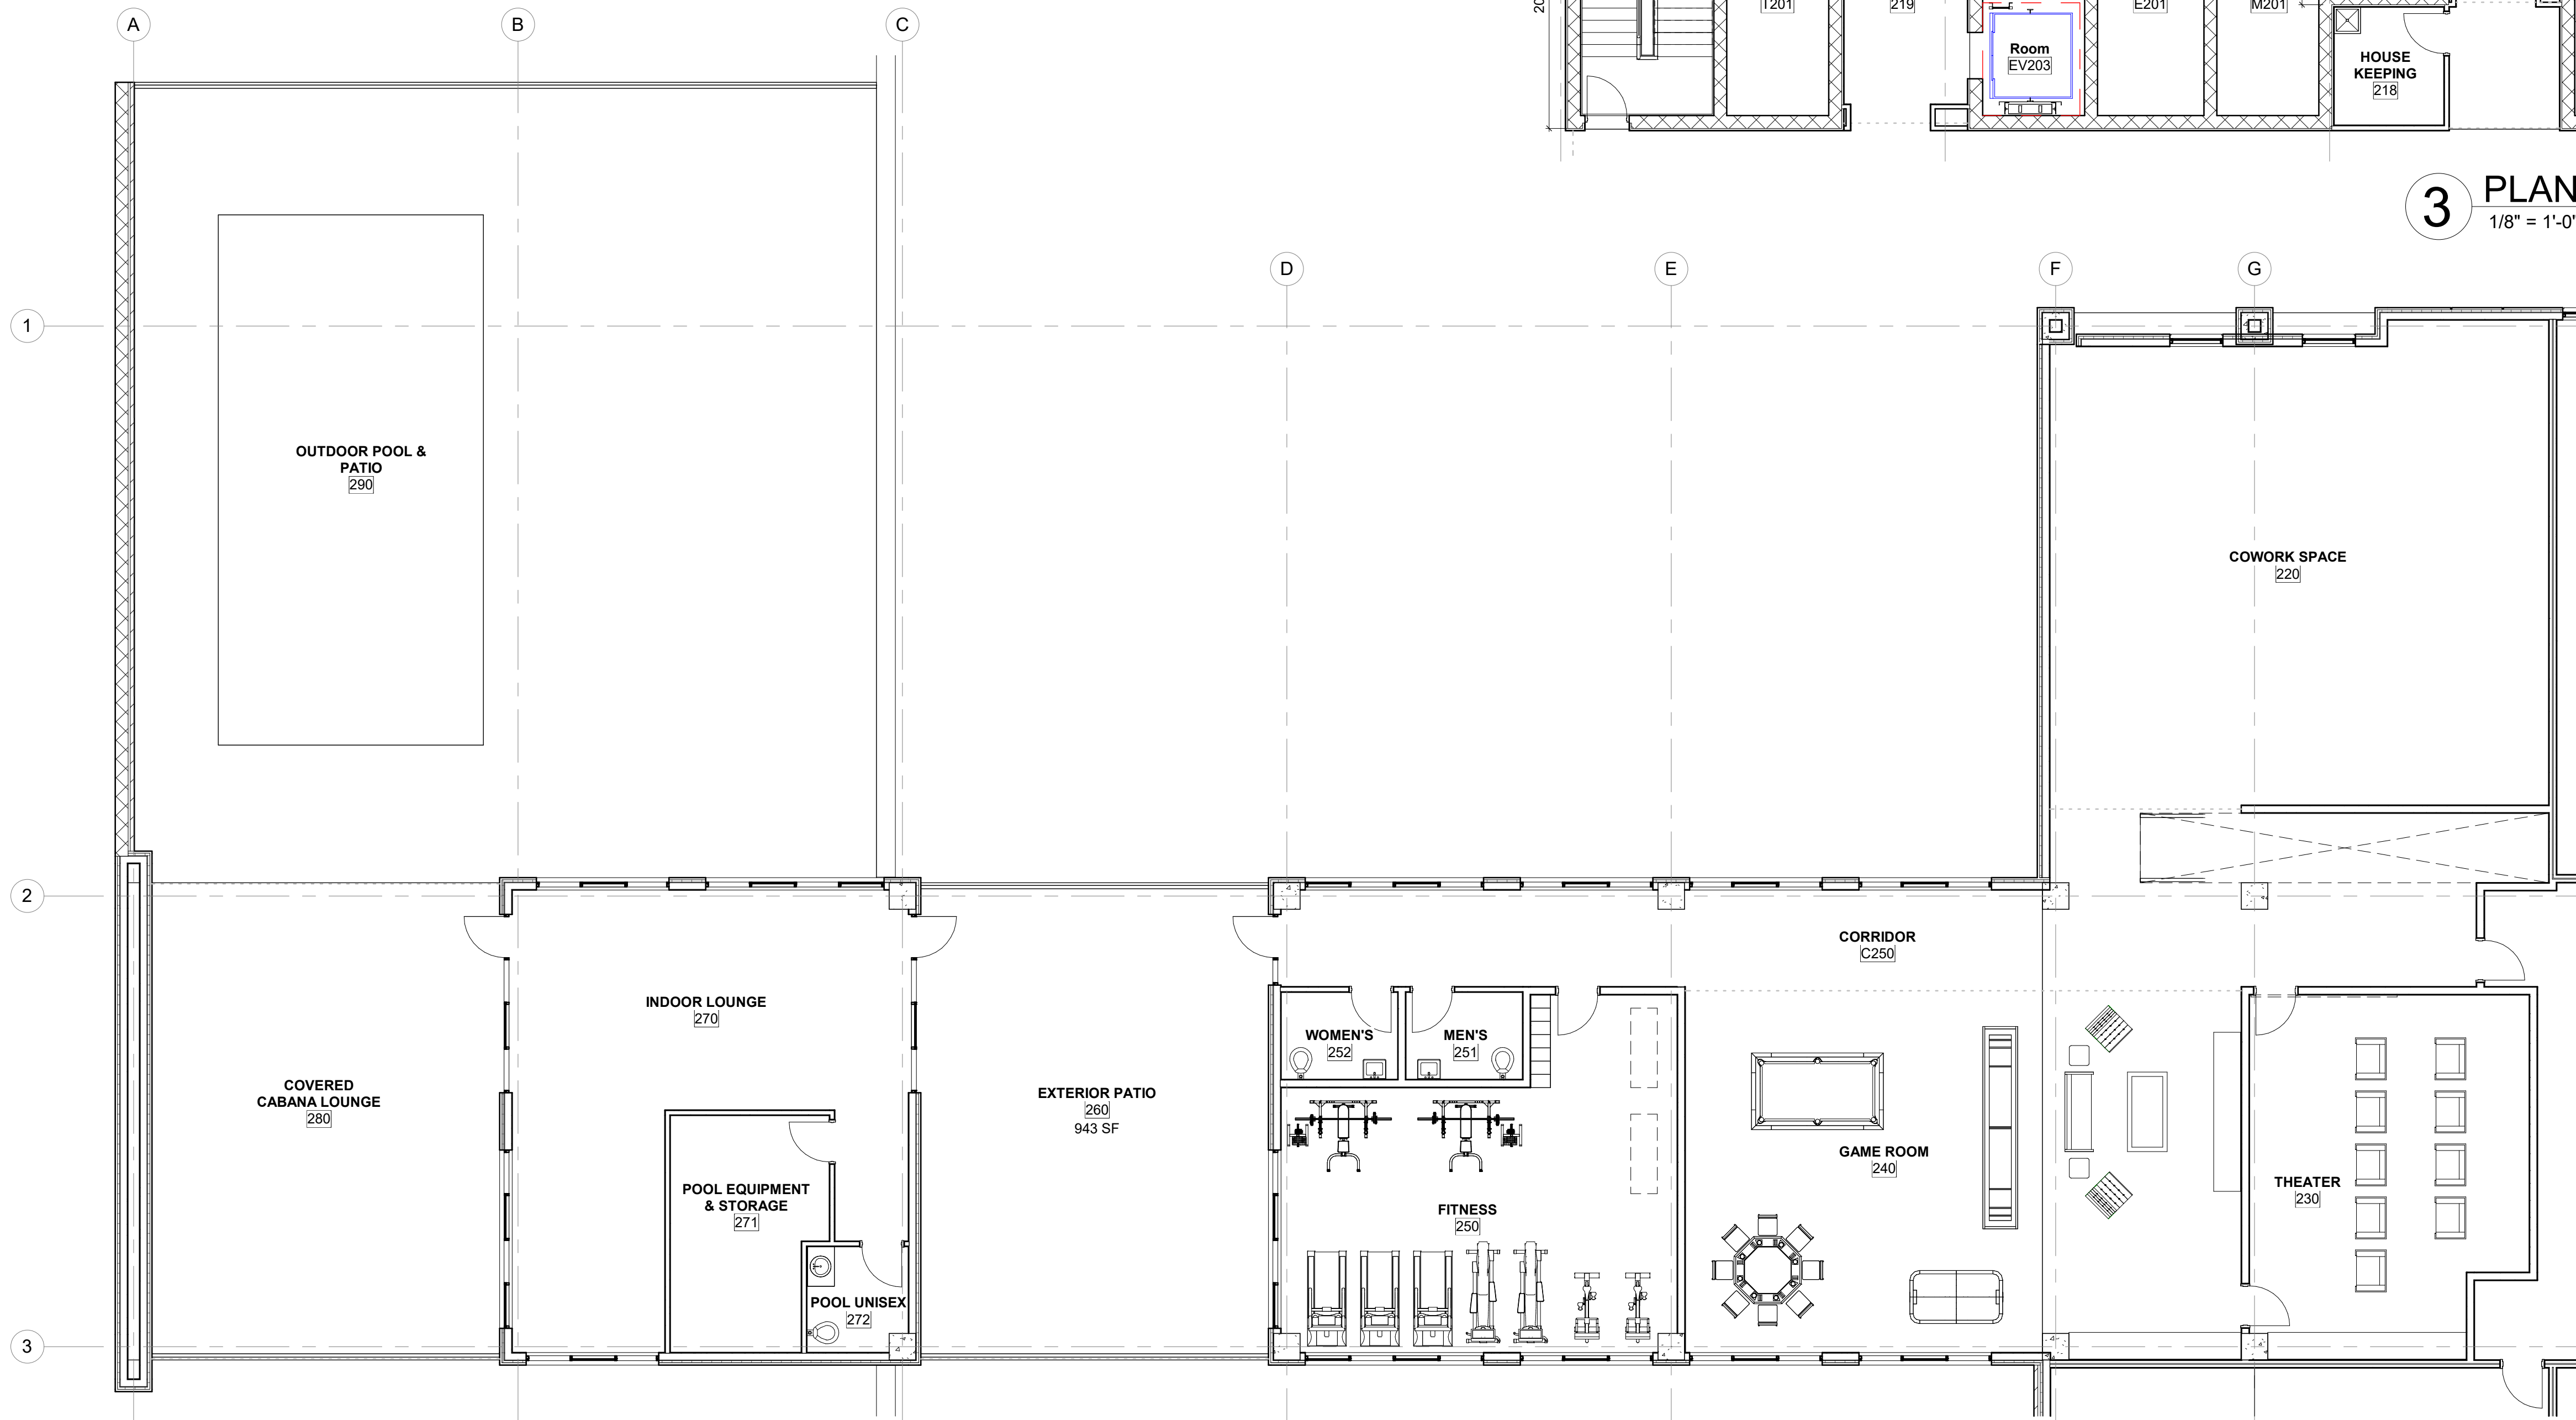 A
B
C
20
T201
219
Room
EV203
E201
M201
HOUSE
KEEPING
218
3
PLAN
1/8" = 1'-0"
D
E
F
G
1
OUTDOOR POOL &
PATIO
290
COWORK SPACE
220
2
CORRIDOR
C250
INDOOR LOUNGE
270
WOMEN'S
252
MEN'S
251
COVERED
CABANA LOUNGE
280
EXTERIOR PATIO
260
943 SF
GAME ROOM
240
POOL EQUIPMENT
& STORAGE
271
THEATER
230
FITNESS
250
POOL UNISEX
272
3